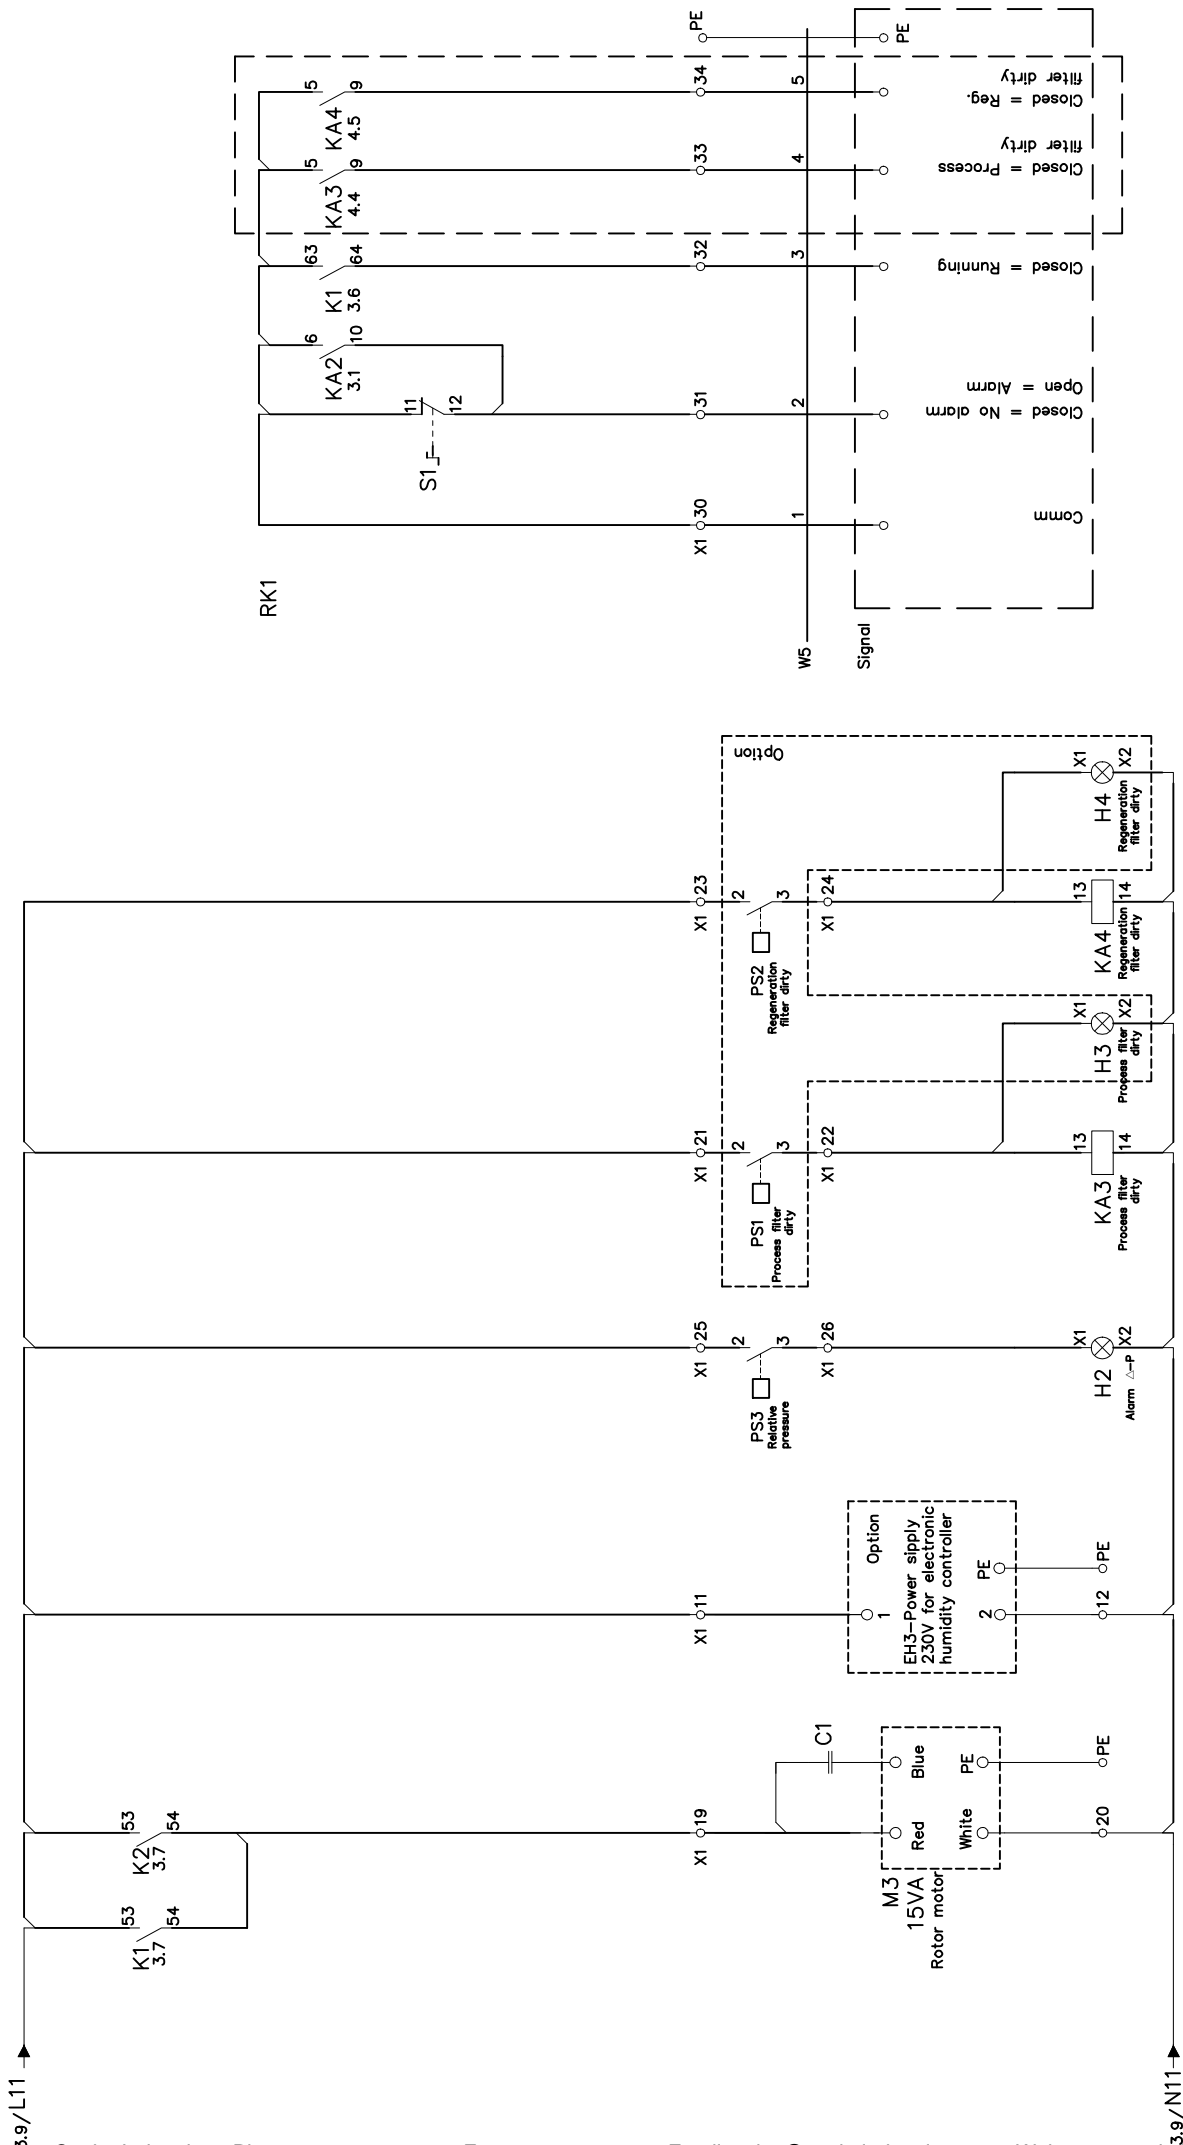 3.9/L11
3.9/N11
K1
3.7
53
54
K2
3.7
53
54
X1
19
C1
M3
15VA
Rotor motor
Red
Blue
White
PE
20
PE
X1
11
Option
1
EH3-Power sipply
230V for electronic
humidity controller
2
PE
12
PE
X1
25
PS3
Relative
pressure
2
3
X1
26
H2
Alarm △-P
X1
X2
X1
21
PS1
Process filter
dirty
2
3
X1
22
KA3
Process filter
dirty
13
14
H3
Process filter
dirty
X1
X2
X1
23
PS2
Regeneration
filter dirty
2
3
X1
24
KA4
Regeneration
filter dirty
13
14
H4
Regeneration
filter dirty
X1
X2
Option
RK1
W5
Signal
X1
30
1
Comm
S1
11
12
31
2
Closed = No alarm
Open = Alarm
KA2
3.1
6
10
K1
3.6
63
64
32
3
Closed = Running
KA3
4.4
5
9
33
4
Closed = Process
filter dirty
KA4
4.5
5
9
34
5
Closed = Reg.
filter dirty
PE
PE